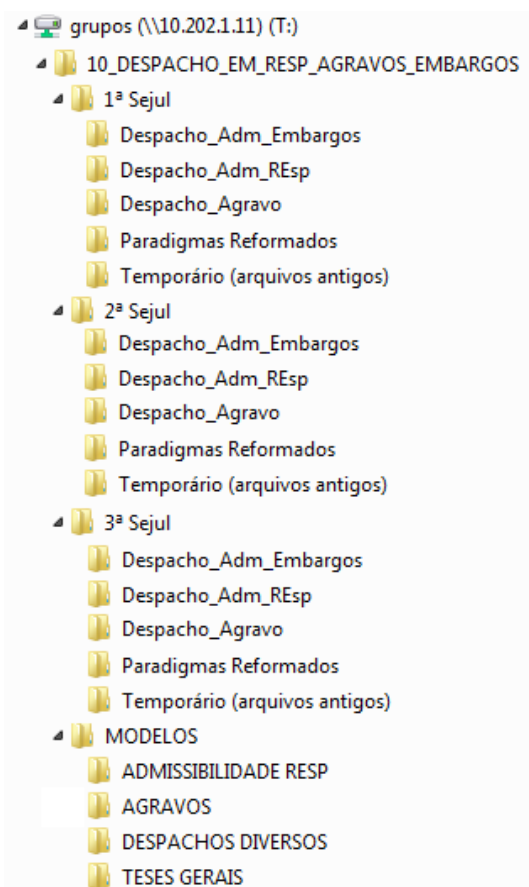 grupos (\\10.202.1.11) (T:)
10_DESPACHO_EM_RESP_AGRAVOS_EMBARGOS
1ª Sejul
Despacho_Adm_Embargos
Despacho_Adm_REsp
Despacho_Agravo
Paradigmas Reformados
Temporário (arquivos antigos)
2ª Sejul
Despacho_Adm_Embargos
Despacho_Adm_REsp
Despacho_Agravo
Paradigmas Reformados
Temporário (arquivos antigos)
3ª Sejul
Despacho_Adm_Embargos
Despacho_Adm_REsp
Despacho_Agravo
Paradigmas Reformados
Temporário (arquivos antigos)
MODELOS
ADMISSIBILIDADE RESP
AGRAVOS
DESPACHOS DIVERSOS
TESES GERAIS